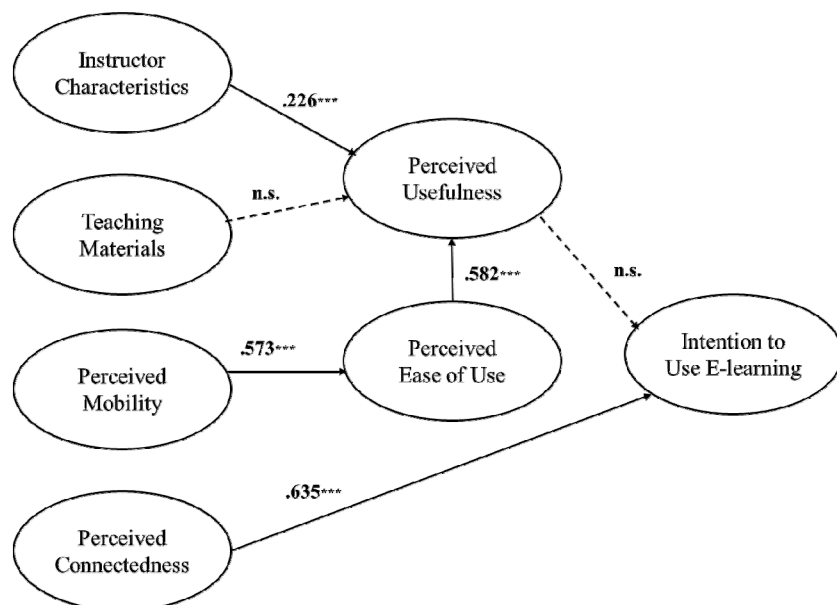 Instructor
Characteristics
.226***
Perceived
Usefulness
n.s.
Teaching
Materials
n.s.
.582***
Perceived
Mobility
.573***
Perceived
Ease of Use
Intention to
Use E-learning
.635***
Perceived
Connectedness